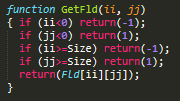 function GetFld(ii, jj)
{ if (ii<0) return(-1);
if (jj<0) return(1);
if (ii>=Size) return(-1);
if (jj>=Size) return(1);
return(Fld[ii][jj]);
}